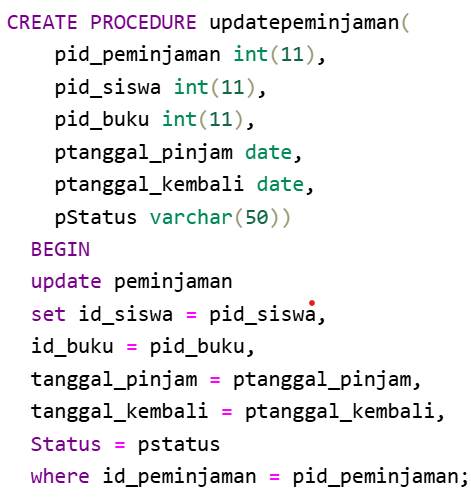 CREATE PROCEDURE updatepeminjaman(
pid_peminjaman int(11),
pid_siswa int(11),
pid_buku int(11),
ptanggal_pinjam date,
ptanggal_kembali date,
pStatus varchar(50))
BEGIN
update peminjaman
set id_siswa = pid_siswa,
id_buku = pid_buku,
tanggal_pinjam = ptanggal_pinjam,
tanggal_kembali = ptanggal_kembali,
Status = pstatus
where id_peminjaman = pid_peminjaman;